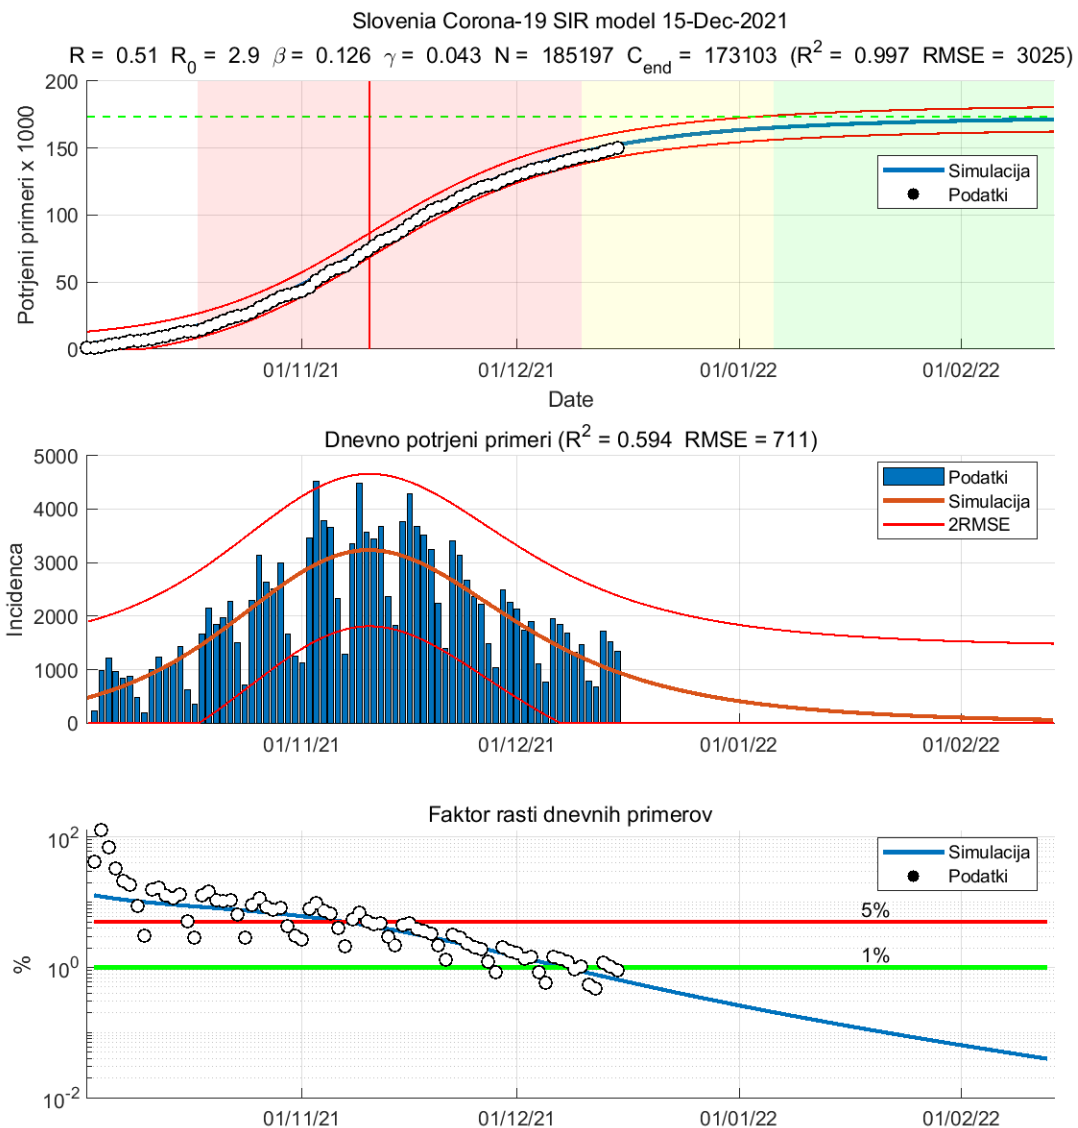 Slovenia Corona-19 SIR model 15-Dec-2021
R = 0.51 R0 = 2.9 β = 0.126 γ = 0.043 N = 185197 Cend = 173103 (R2 = 0.997 RMSE = 3025)
Potrjeni primeri x 1000
200
150
100
50
0
Simulacija
Podatki
01/11/21 01/12/21 01/01/22 01/02/22
Date
Dnevno potrjeni primeri (R2 = 0.594 RMSE = 711)
Incidenca
5000
4000
3000
2000
1000
0
Podatki
Simulacija
2RMSE
01/11/21 01/12/21 01/01/22 01/02/22
Faktor rasti dnevnih primerov
%
10^2
10^0
10^-2
Simulacija
Podatki
5%
1%
01/11/21 01/12/21 01/01/22 01/02/22